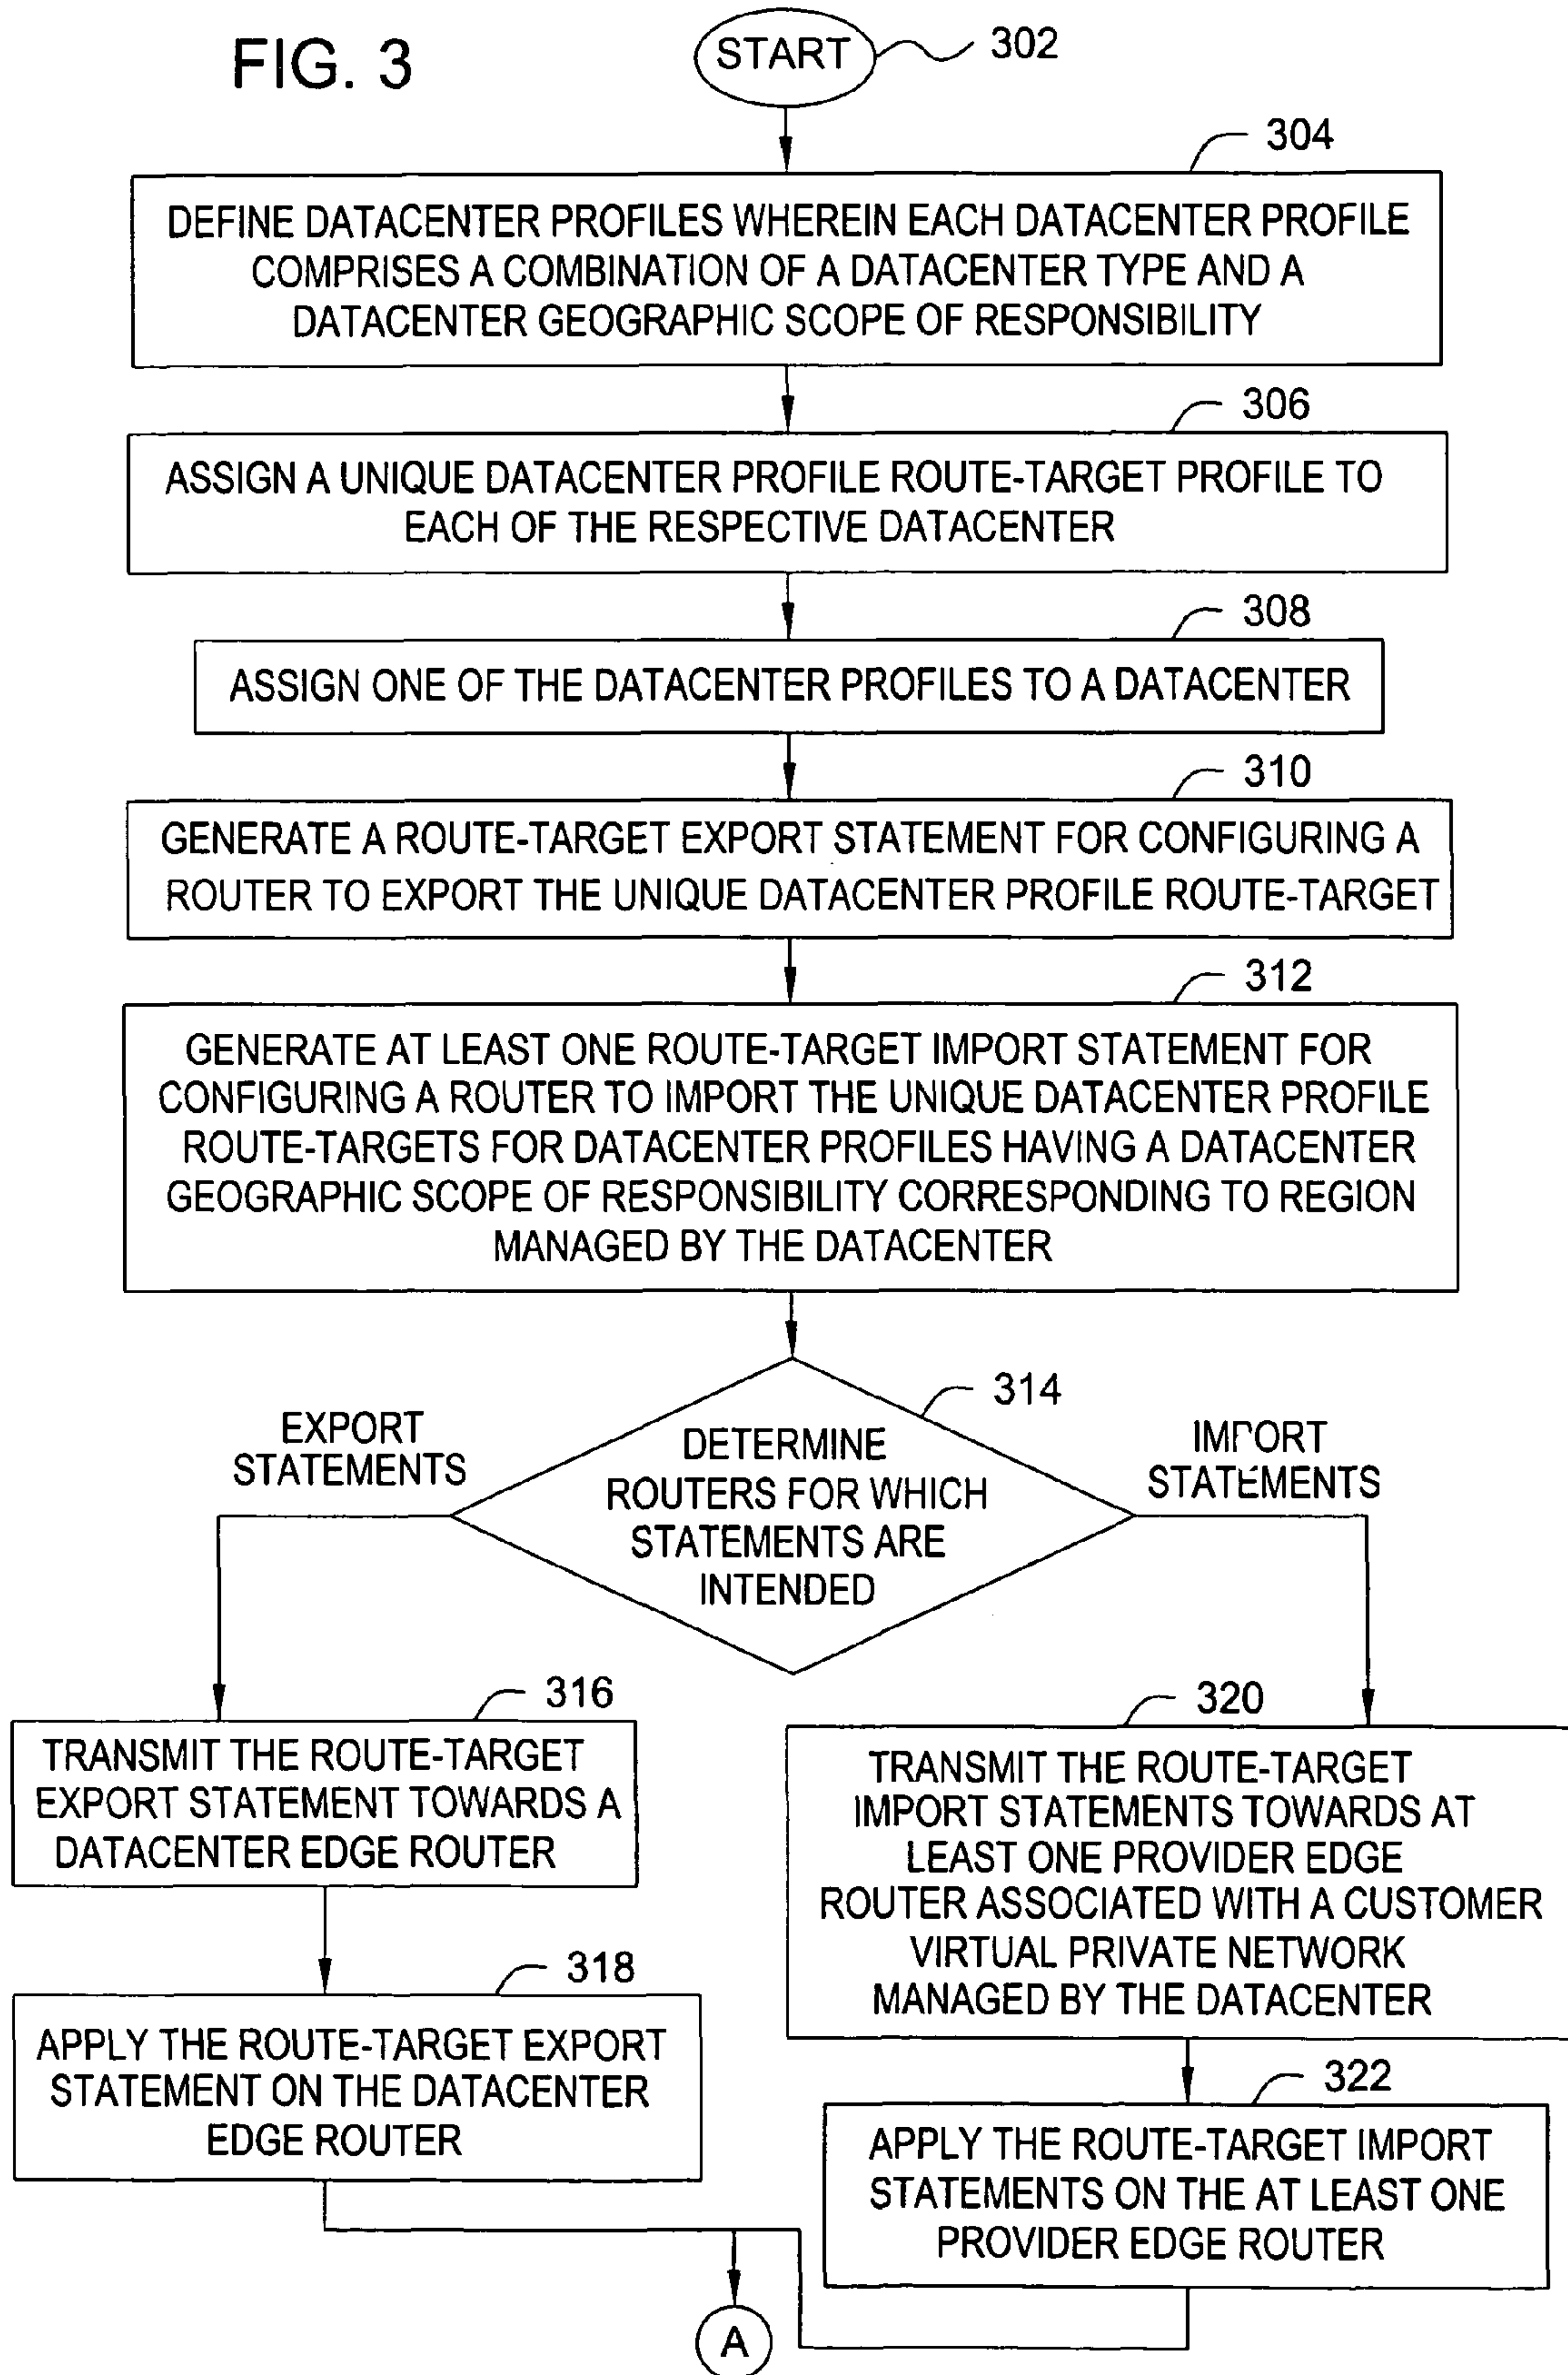 FIG. 3
START
302
304
DEFINE DATACENTER PROFILES WHEREIN EACH DATACENTER PROFILE
COMPRISES A COMBINATION OF A DATACENTER TYPE AND A
DATACENTER GEOGRAPHIC SCOPE OF RESPONSIBILITY
306
ASSIGN A UNIQUE DATACENTER PROFILE ROUTE-TARGET PROFILE TO
EACH OF THE RESPECTIVE DATACENTER
308
ASSIGN ONE OF THE DATACENTER PROFILES TO A DATACENTER
310
GENERATE A ROUTE-TARGET EXPORT STATEMENT FOR CONFIGURING A
ROUTER TO EXPORT THE UNIQUE DATACENTER PROFILE ROUTE-TARGET
312
GENERATE AT LEAST ONE ROUTE-TARGET IMPORT STATEMENT FOR
CONFIGURING A ROUTER TO IMPORT THE UNIQUE DATACENTER PROFILE
ROUTE-TARGETS FOR DATACENTER PROFILES HAVING A DATACENTER
GEOGRAPHIC SCOPE OF RESPONSIBILITY CORRESPONDING TO REGION
MANAGED BY THE DATACENTER
314
EXPORT
STATEMENTS
DETERMINE
ROUTERS FOR WHICH
STATEMENTS ARE
INTENDED
IMPORT
STATEMENTS
316
TRANSMIT THE ROUTE-TARGET
EXPORT STATEMENT TOWARDS A
DATACENTER EDGE ROUTER
318
APPLY THE ROUTE-TARGET EXPORT
STATEMENT ON THE DATACENTER
EDGE ROUTER
320
TRANSMIT THE ROUTE-TARGET
IMPORT STATEMENTS TOWARDS AT
LEAST ONE PROVIDER EDGE
ROUTER ASSOCIATED WITH A CUSTOMER
VIRTUAL PRIVATE NETWORK
MANAGED BY THE DATACENTER
322
APPLY THE ROUTE-TARGET IMPORT
STATEMENTS ON THE AT LEAST ONE
PROVIDER EDGE ROUTER
A